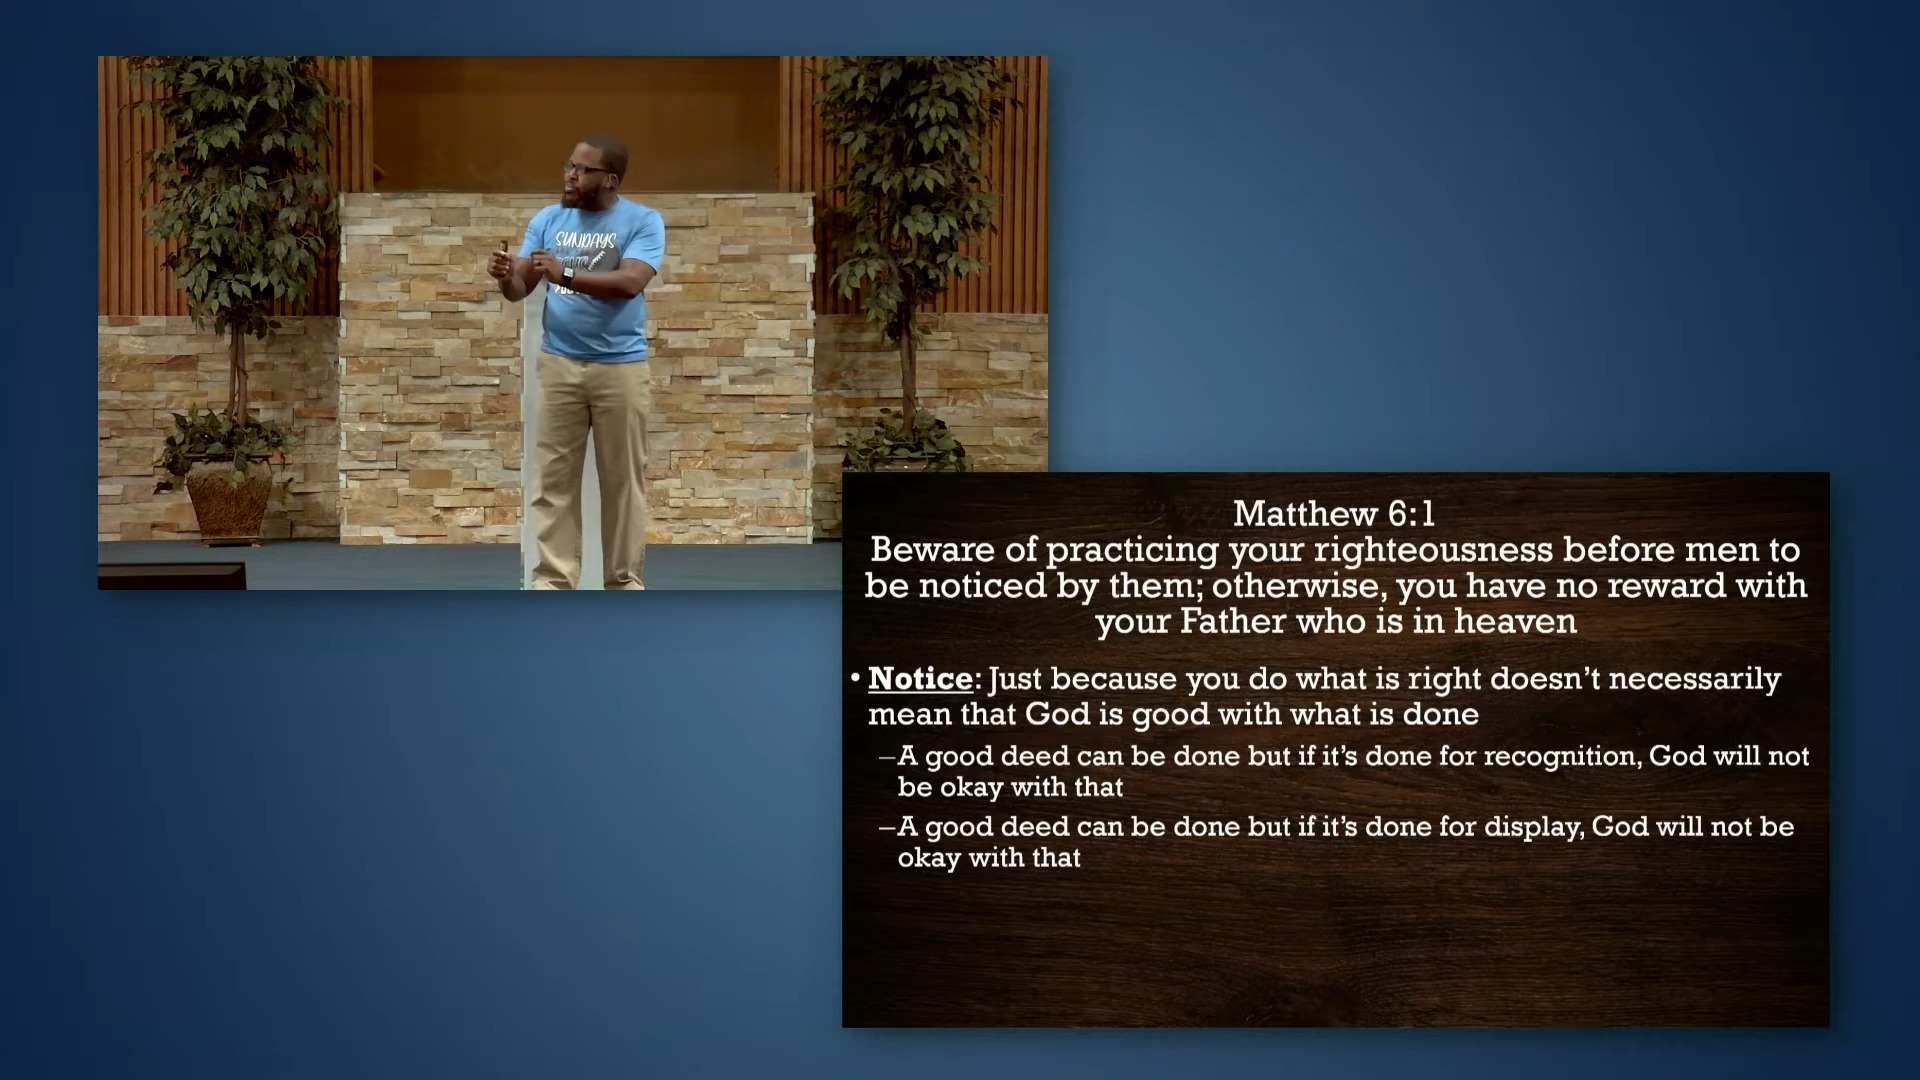 SUNDAYS
Matthew 6:1
Beware of practicing your righteousness before men to
be noticed by them; otherwise, you have no reward with
your Father who is in heaven
• Notice: Just because you do what is right doesn’t necessarily
mean that God is good with what is done
–A good deed can be done but if it’s done for recognition, God will not
be okay with that
–A good deed can be done but if it’s done for display, God will not be
okay with that